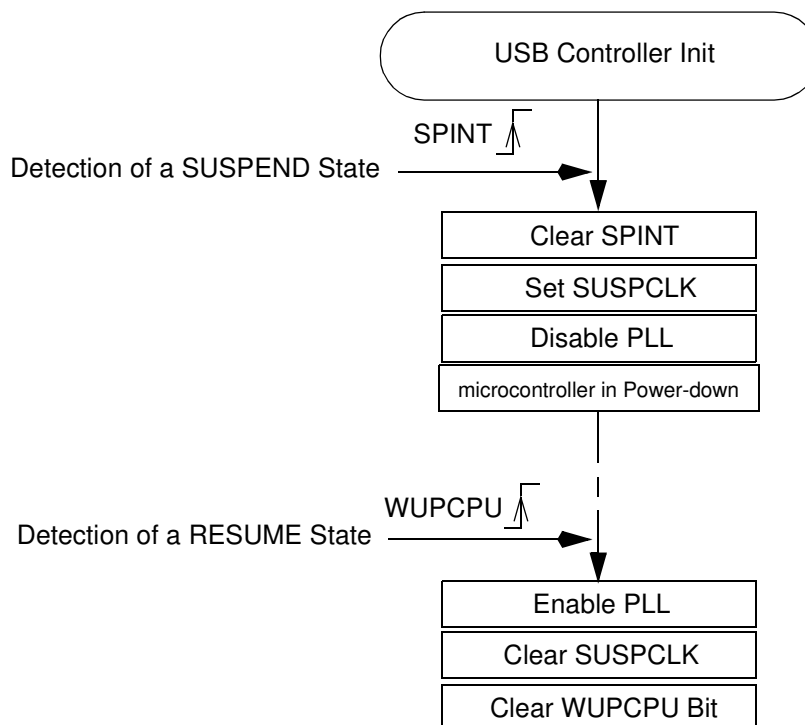 USB Controller Init
SPINT
Detection of a SUSPEND State
Clear SPINT
Set SUSPCLK
Disable PLL
microcontroller in Power-down
WUPCPU
Detection of a RESUME State
Enable PLL
Clear SUSPCLK
Clear WUPCPU Bit